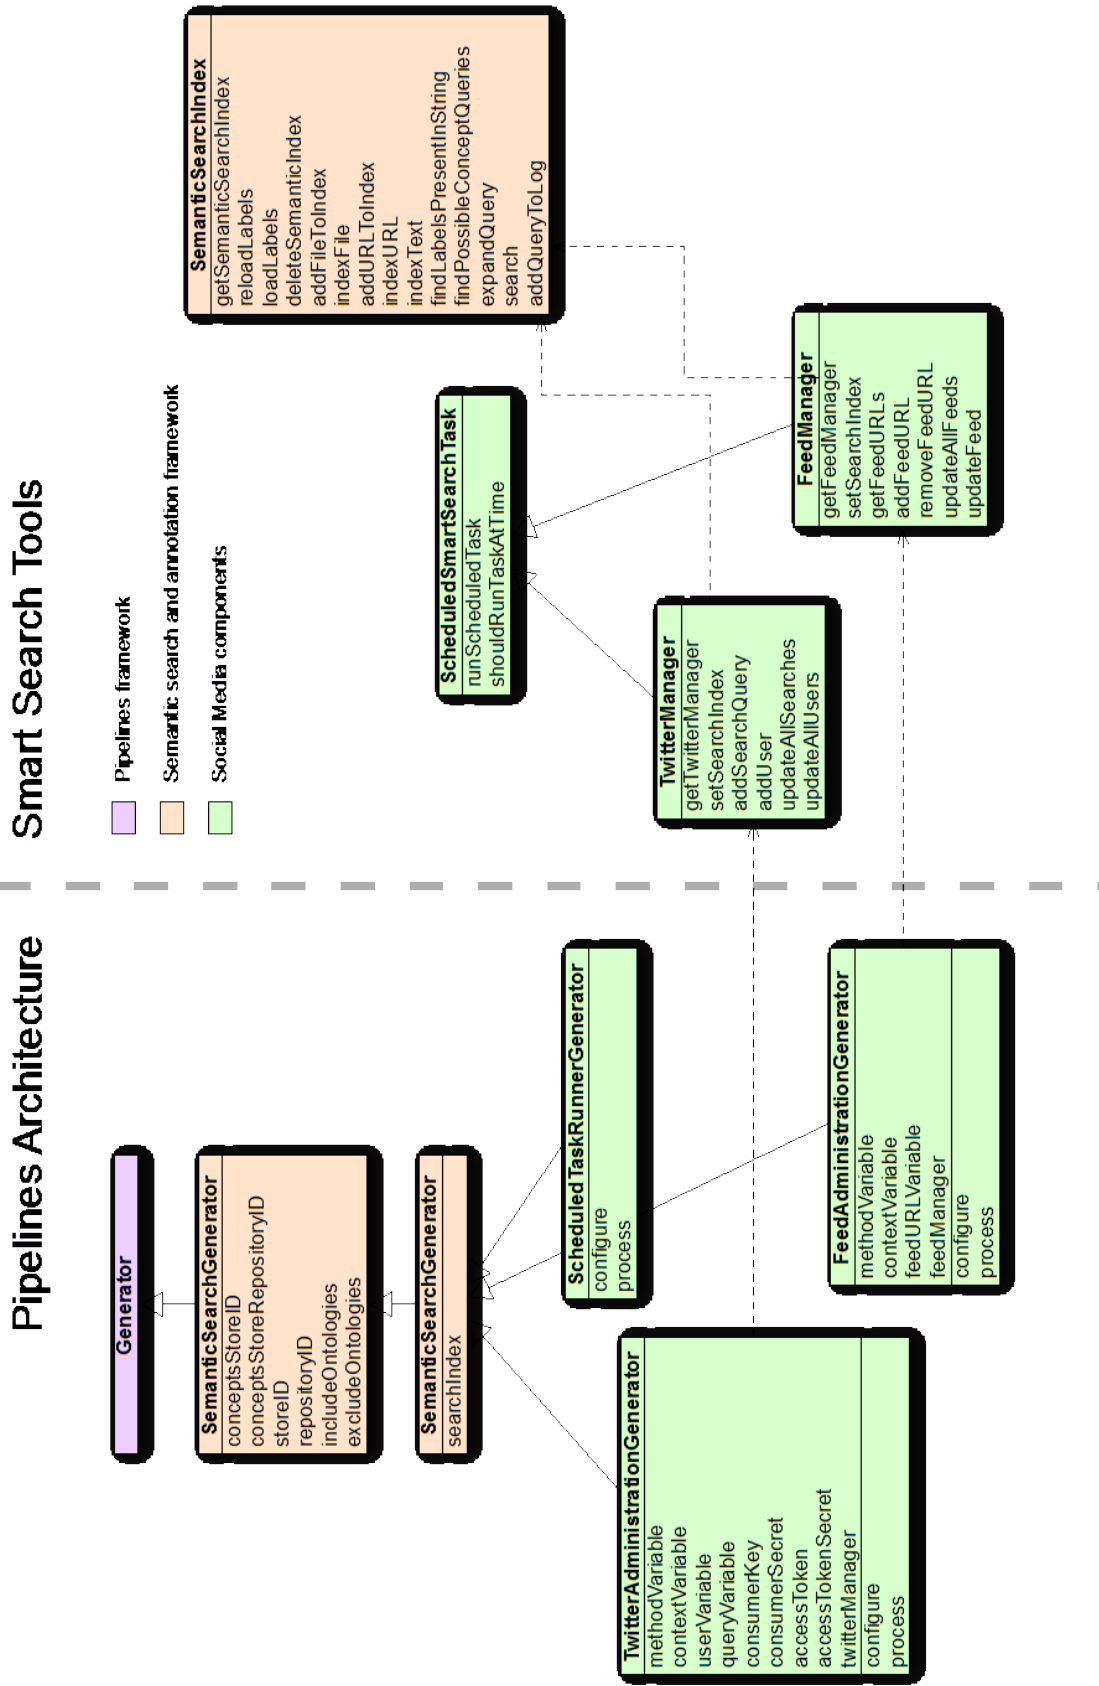 Pipelines Architecture
Smart Search Tools
Pipelines framework
Semantic search and annotation framework
Social Media components
Generator
SemanticSearchGenerator
conceptsStoreID
conceptsStoreRepositoryID
storeID
repositoryID
includeOntologies
excludeOntologies
SemanticSearchGenerator
searchIndex
TwitterAdministrationGenerator
methodVariable
contextVariable
userVariable
queryVariable
consumerKey
consumerSecret
accessToken
accessTokenSecret
twitterManager
configure
process
ScheduledTaskRunnerGenerator
configure
process
FeedAdministrationGenerator
methodVariable
contextVariable
feedURLVariable
feedManager
configure
process
SemanticSearchIndex
getSemanticSearchIndex
reloadLabels
loadLabels
deleteSemanticIndex
addFileToIndex
indexFile
addURLToIndex
indexURL
indexText
findLabelsPresentInString
findPossibleConceptQueries
expandQuery
search
addQueryToLog
ScheduledSmartSearchTask
runScheduledTask
shouldRunTaskAtTime
TwitterManager
getTwitterManager
setSearchIndex
addSearchQuery
addUser
updateAllSearches
updateAllUsers
FeedManager
getFeedManager
setSearchIndex
getFeedURLs
addFeedURL
removeFeedURL
updateAllFeeds
updateFeed